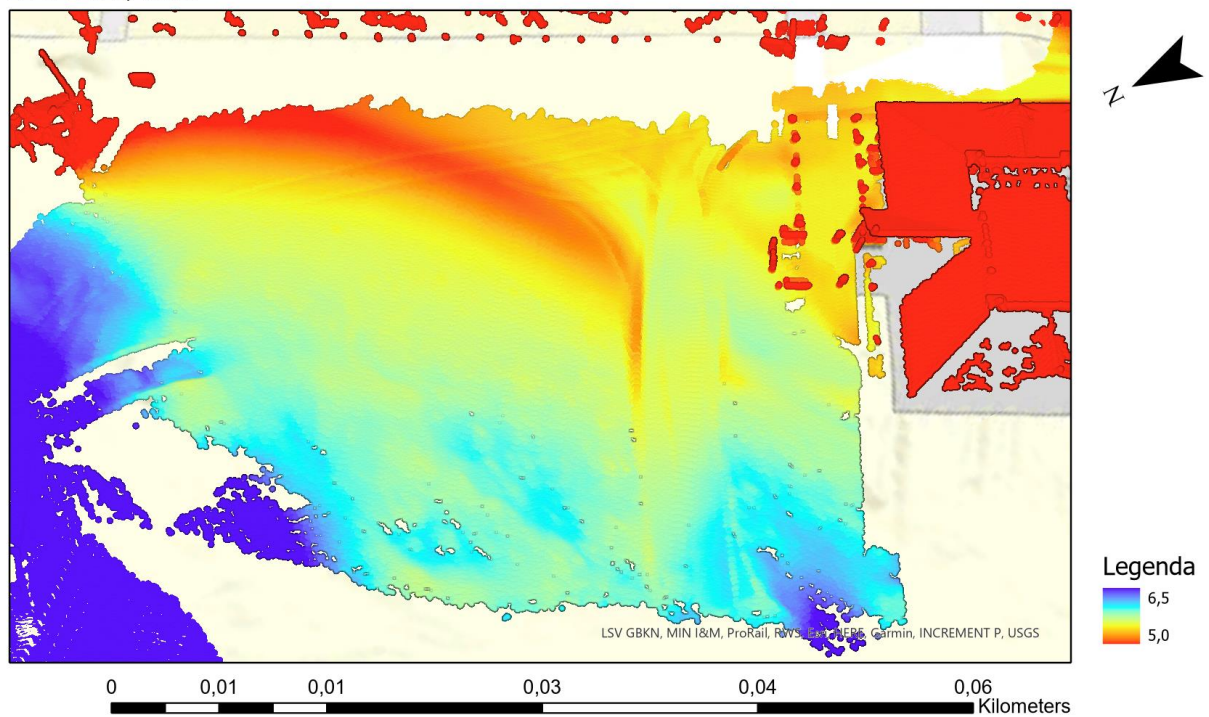 N
Legenda
6,5
5,0
LSV GBKN, MIN I&M, ProRail, RWS, Esri, HERE, Garmin, INCREMENT P, USGS
0 0,01 0,01 0,03 0,04 0,06
Kilometers